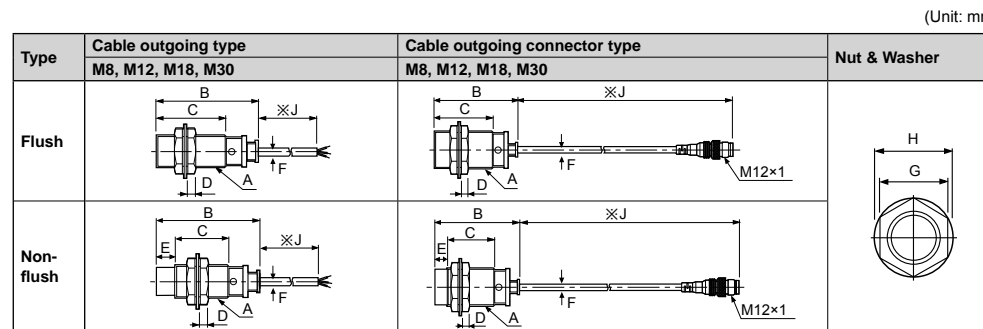 (Unit: mm
Type
Cable outgoing type
Cable outgoing connector type
Nut & Washer
M8, M12, M18, M30
M8, M12, M18, M30
Flush
B
C
※J
F
D
A
B
C
※J
F
D
A
M12×1
H
G
Non-
flush
B
C
E
※J
F
D
A
B
C
E
※J
F
D
A
M12×1